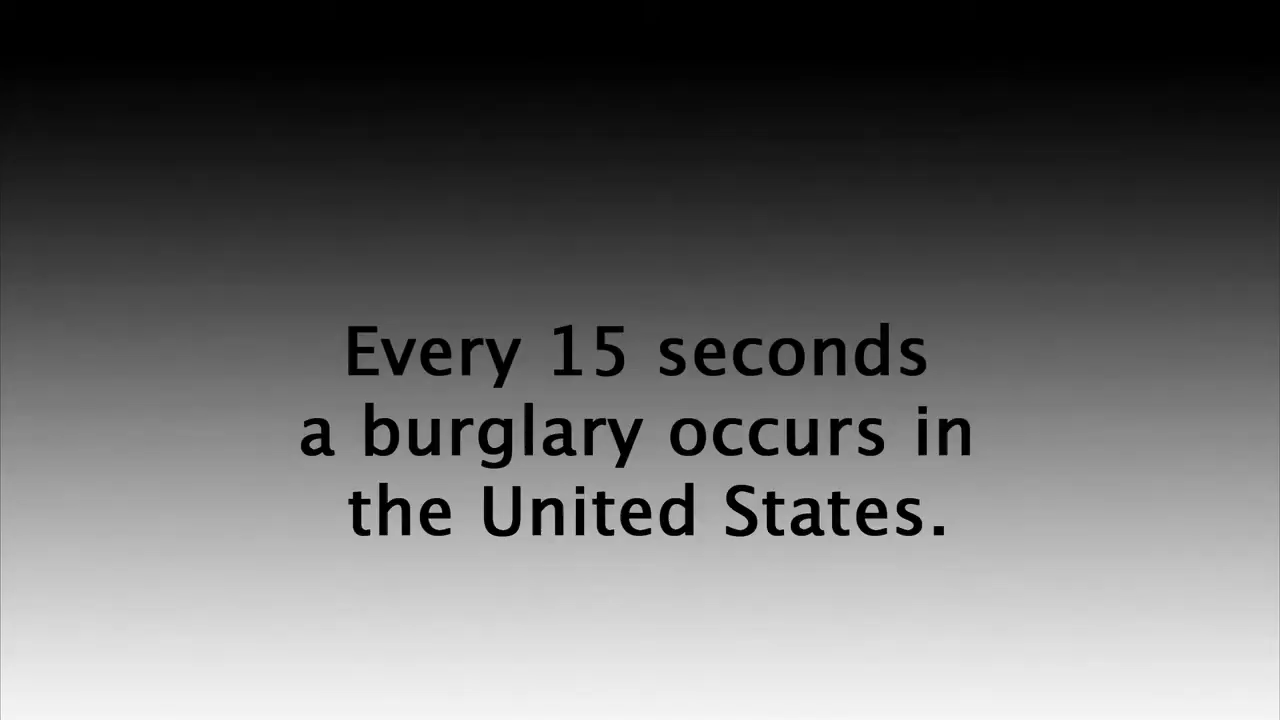 Every 15 seconds
a burglary occurs in
the United States.